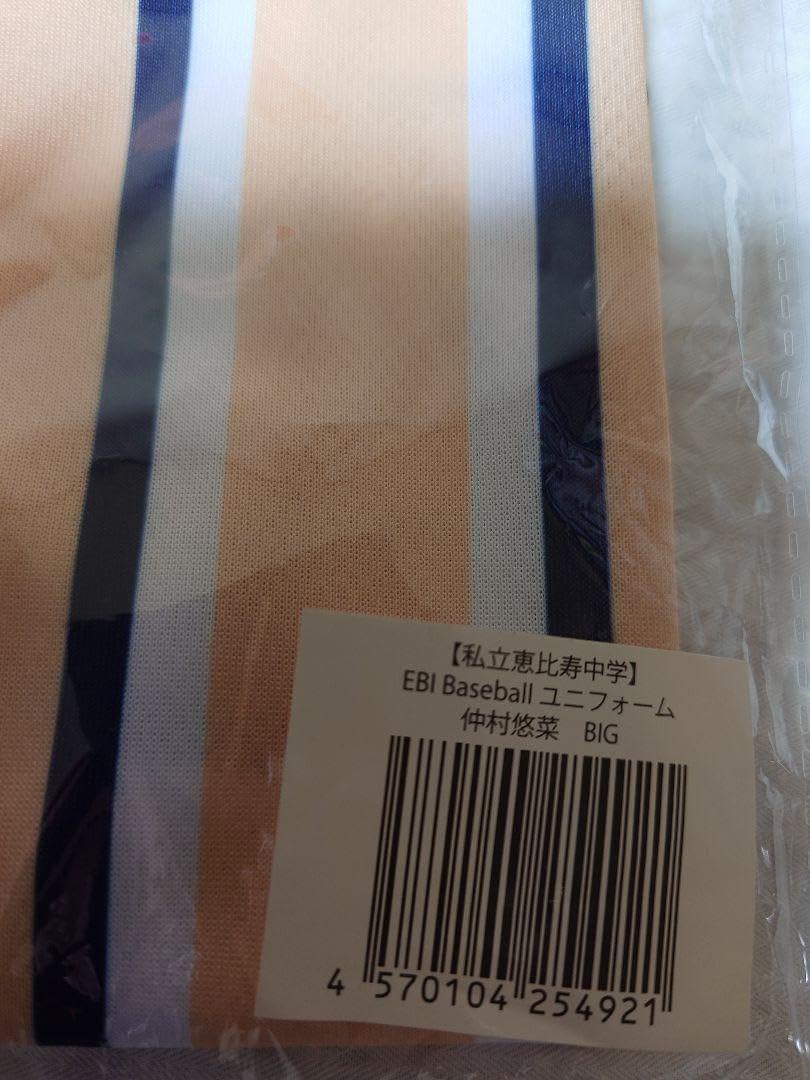 【私立恵比寿中学】
EBI Baseball ユニフォーム
仲村悠菜　BIG
4 570104 254921